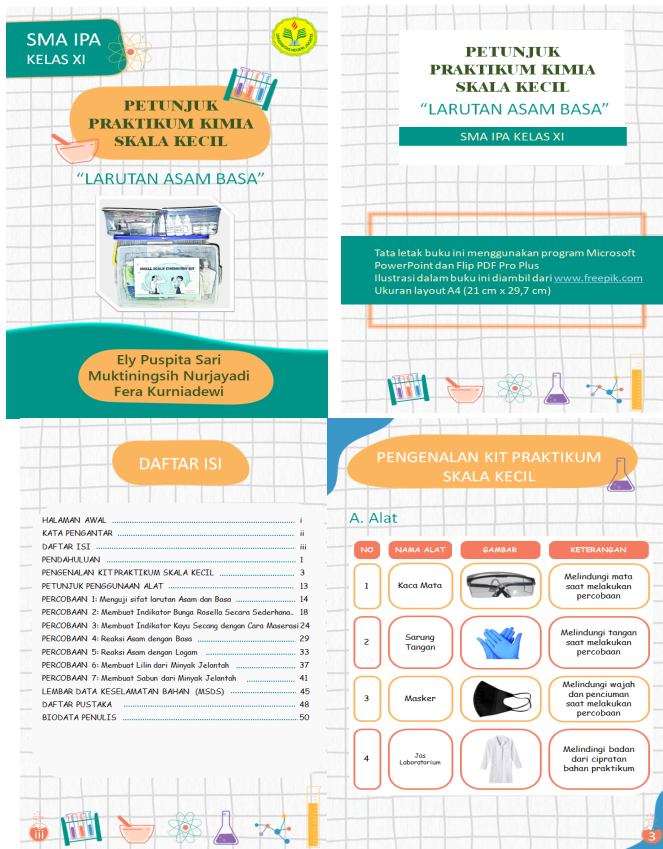 SMA IPA
KELAS XI
PETUNJUK
PRAKTIKUM KIMIA
SKALA KECIL
“LARUTAN ASAM BASA”
SMALL SCALE CHEMISTRY KIT
Ely Puspita Sari
Muktiningsih Nurjayadi
Fera Kurniadewi
PETUNJUK
PRAKTIKUM KIMIA
SKALA KECIL
“LARUTAN ASAM BASA”
SMA IPA KELAS XI
Tata letak buku ini menggunakan program Microsoft
PowerPoint dan Flip PDF Pro Plus
Ilustrasi dalam buku ini diambil dari www.freepik.com
Ukuran layout A4 (21 cm x 29,7 cm)
DAFTAR ISI
HALAMAN AWAL ........ i
KATA PENGANTAR ........ ii
DAFTAR ISI ........ iii
PENDAHULUAN ........ 1
PENGENALAN KIT PRAKTIKUM SKALA KECIL ........ 3
PETUNJUK PENGGUNAAN ALAT ........ 13
PERCOBAAN 1: Menguji sifat larutan Asam dan Basa ........ 14
PERCOBAAN 2: Membuat Indikator Bunga Rosella Secara Sederhana.. 18
PERCOBAAN 3: Membuat Indikator Kayu Secang dengan Cara Maserasi 24
PERCOBAAN 4: Reaksi Asam dengan Basa ........ 29
PERCOBAAN 5: Reaksi Asam dengan Logam ........ 33
PERCOBAAN 6: Membuat Lilin dari Minyak Jelantah ........ 37
PERCOBAAN 7: Membuat Sabun dari Minyak Jelantah ........ 41
LEMBAR DATA KESELAMATAN BAHAN (MSDS) ........ 45
DAFTAR PUSTAKA ........ 48
BIODATA PENULIS ........ 50
iii
PENGENALAN KIT PRAKTIKUM
SKALA KECIL
A. Alat
NO NAMA ALAT GAMBAR KETERANGAN
1 Kaca Mata Melindungi mata
saat melakukan
percobaan
2 Sarung
Tangan Melindungi tangan
saat melakukan
percobaan
3 Masker Melindungi wajah
dan penciuman
saat melakukan
percobaan
4 Jas
Laboratorium Melindingi badan
dari cipratan
bahan praktikum
3